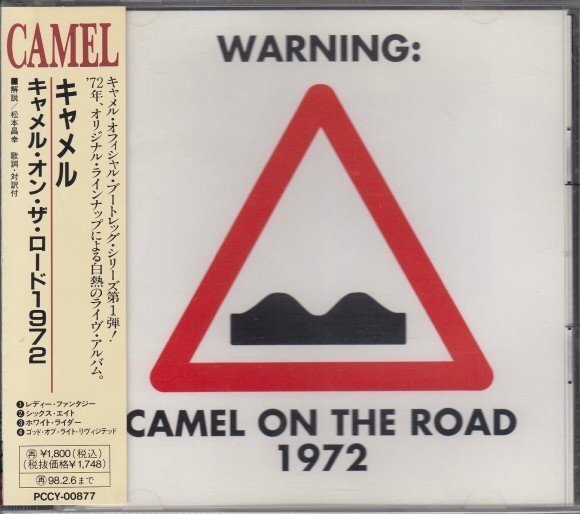 CAMEL
キャメル
キャメル・オン・ザ・ロード1972
■解説/松本昌幸 歌詞・対訳付
キャメル・オフィシャル・ブートレッグ・シリーズ第1弾!
'72年、オリジナル・ラインナップによる白熱のライヴ・アルバム。
❶レディー・ファンタジー
❷シックス・エイト
❸ホワイト・ライダー
❹ゴッド・オブ・ライト・リヴィジテッド
再¥1,800(税込)
(税抜価格¥1,748)
再98.2.6まで
PCCY-00877
WARNING:
CAMEL ON THE ROAD
1972